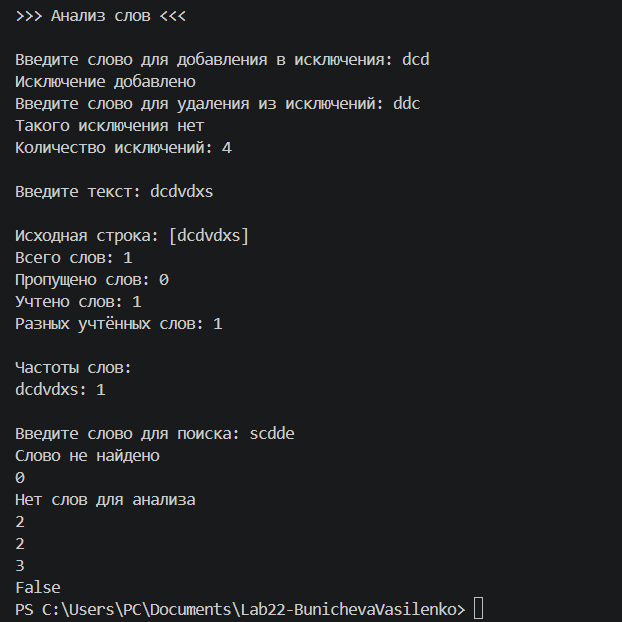 >>> Анализ слов <<<
Введите слово для добавления в исключения: dcd
Исключение добавлено
Введите слово для удаления из исключений: ddc
Такого исключения нет
Количество исключений: 4
Введите текст: dcdvdxs
Исходная строка: [dcdvdxs]
Всего слов: 1
Пропущено слов: 0
Учтено слов: 1
Разных учтённых слов: 1
Частоты слов:
dcdvdxs: 1
Введите слово для поиска: scdde
Слово не найдено
0
Нет слов для анализа
2
2
3
False
PS C:\Users\PC\Documents\Lab22-BunichevaVasilenko>